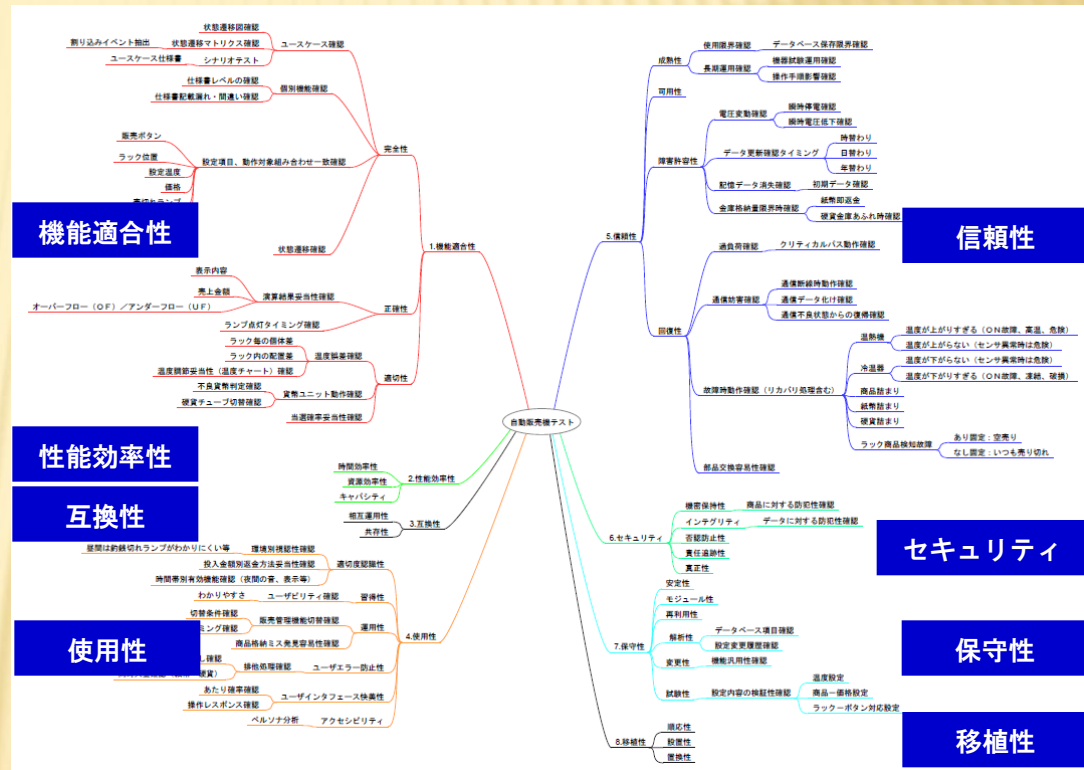 自動販売機テスト
1.機能適合性
完全性
ユースケース確認
状態遷移図確認
状態遷移マトリクス確認
割り込みイベント抽出
シナリオテスト
ユースケース仕様書
個別機能確認
仕様書レベルの確認
仕様書記載漏れ・間違い確認
設定項目、動作対象組み合わせ一致確認
販売ボタン
ラック位置
設定温度
価格
状態遷移確認
正確性
演算結果妥当性確認
表示内容
売上金額
オーバーフロー（OF）／アンダーフロー（UF）
ランプ点灯タイミング確認
適切性
温度誤差確認
ラック毎の個体差
ラック内の配置差
温度調節妥当性（温度チャート）確認
貨幣ユニット動作確認
不良貨幣判定確認
硬貨チューブ切替確認
当選確率妥当性確認
機能適合性
2.性能効率性
時間効率性
資源効率性
キャパシティ
性能効率性
3.互換性
相互運用性
共存性
互換性
4.使用性
適切度認識性
環境別視認性確認
昼間は釣銭切れランプがわかりにくい等
投入金額別返金方法妥当性確認
時間帯別有効機能確認（夜間の音、表示等）
習得性
ユーザビリティ確認
わかりやすさ
運用性
販売管理機能切替確認
切替条件確認
ミング確認
商品格納ミス発見容易性確認
ユーザエラー防止性
排他処理確認
し確認
硬貨）
ユーザインタフェース快美性
あたり確率確認
操作レスポンス確認
アクセシビリティ
ペルソナ分析
使用性
5.信頼性
成熟性
使用限界確認
データベース保存限界確認
長期運用確認
機器試験運用確認
操作手順影響確認
可用性
障害許容性
電圧変動確認
瞬時停電確認
瞬時電圧低下確認
データ更新確認タイミング
時替わり
日替わり
年替わり
記憶データ消失確認
初期データ確認
金庫格納量限界時確認
紙幣即返金
硬貨金庫あふれ時確認
回復性
過負荷確認
クリティカルパス動作確認
通信妨害確認
通信断線時動作確認
通信データ化け確認
通信不良状態からの復帰確認
故障時動作確認（リカバリ処理含む）
温熱機
温度が上がりすぎる（ON故障、高温、危険）
温度が上がらない（センサ異常時は危険）
冷温器
温度が下がらない（センサ異常時は危険）
温度が下がりすぎる（ON故障、凍結、破損）
商品詰まり
紙幣詰まり
硬貨詰まり
ラック商品検知故障
あり固定：空売り
なし固定：いつも売り切れ
部品交換容易性確認
信頼性
6.セキュリティ
機密保持性
商品に対する防犯性確認
インテグリティ
データに対する防犯性確認
否認防止性
責任追跡性
真正性
セキュリティ
7.保守性
安定性
モジュール性
再利用性
解析性
データベース項目確認
設定変更履歴確認
変更性
機能汎用性確認
試験性
設定内容の検証性確認
温度設定
商品ー価格設定
ラックーボタン対応設定
保守性
8.移植性
順応性
設置性
置換性
移植性